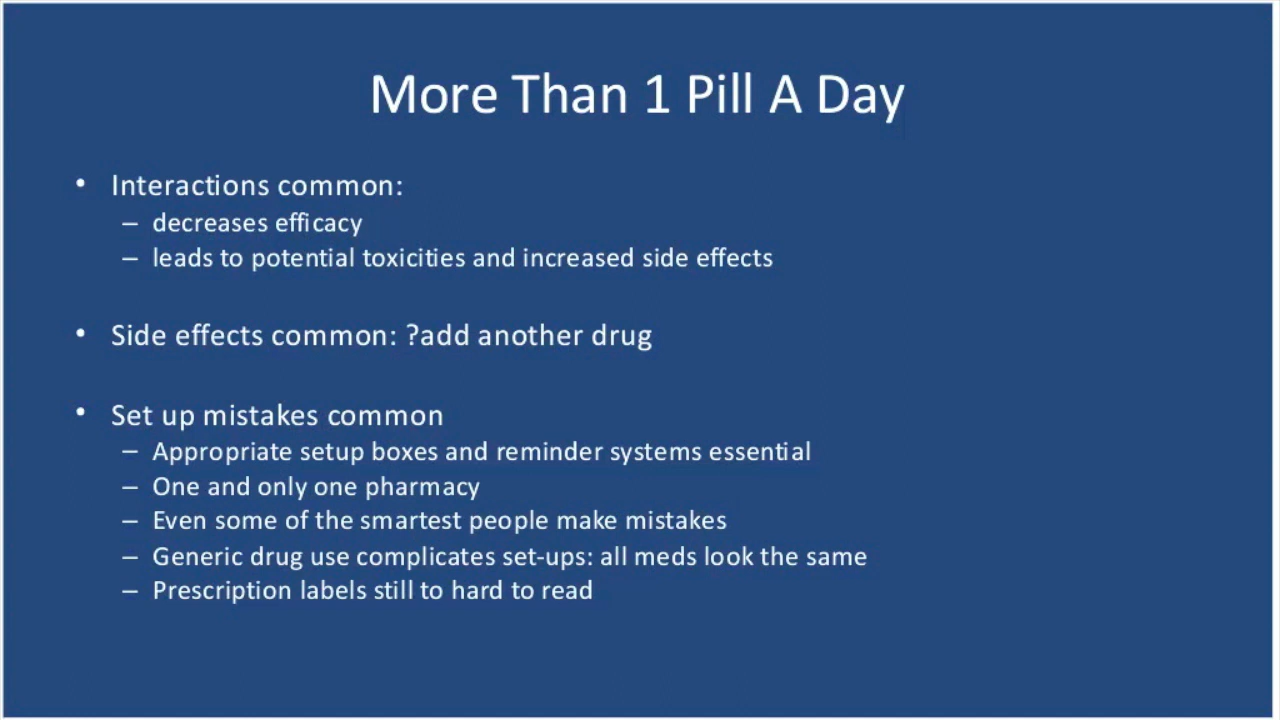 More Than 1 Pill A Day
• Interactions common:
– decreases efficacy
– leads to potential toxicities and increased side effects
• Side effects common: ?add another drug
• Set up mistakes common
– Appropriate setup boxes and reminder systems essential
– One and only one pharmacy
– Even some of the smartest people make mistakes
– Generic drug use complicates set-ups: all meds look the same
– Prescription labels still to hard to read